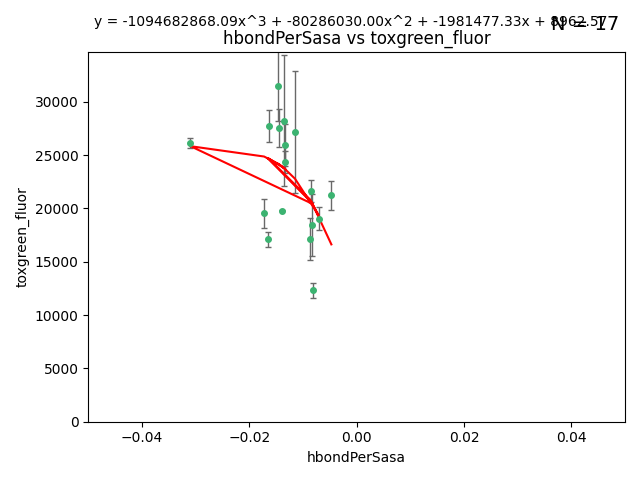 y = -1094682868.09x^3 + -80286030.00x^2 + -1981477.33x + 8962.57
N = 17
hbondPerSasa vs toxgreen_fluor
30000
25000
20000
15000
10000
5000
0
toxgreen_fluor
−0.04
−0.02
0.00
0.02
0.04
hbondPerSasa